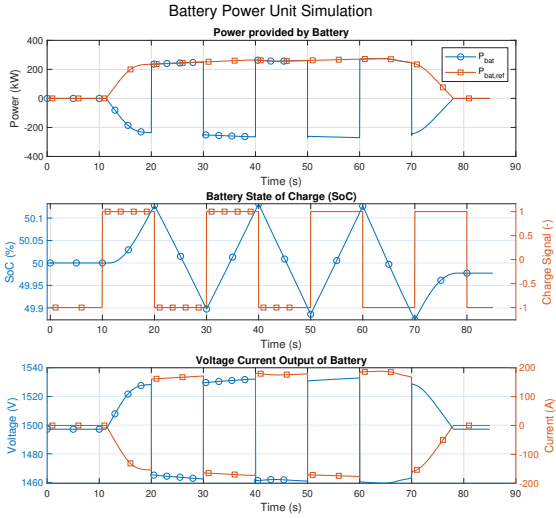 Battery Power Unit Simulation
Power provided by Battery
400
200
0
-200
-400
Power (kW)
P_bat
P_bat,ref
0 10 20 30 40 50 60 70 80 90
Time (s)
Battery State of Charge (SoC)
50.1
50.05
50
49.95
49.9
SoC (%)
1
0.5
0
-0.5
-1
Charge Signal (-)
0 10 20 30 40 50 60 70 80
Time (s)
Voltage Current Output of Battery
1540
1520
1500
1480
1460
Voltage (V)
200
100
0
-100
-200
Current (A)
0 10 20 30 40 50 60 70 80 90
Time (s)